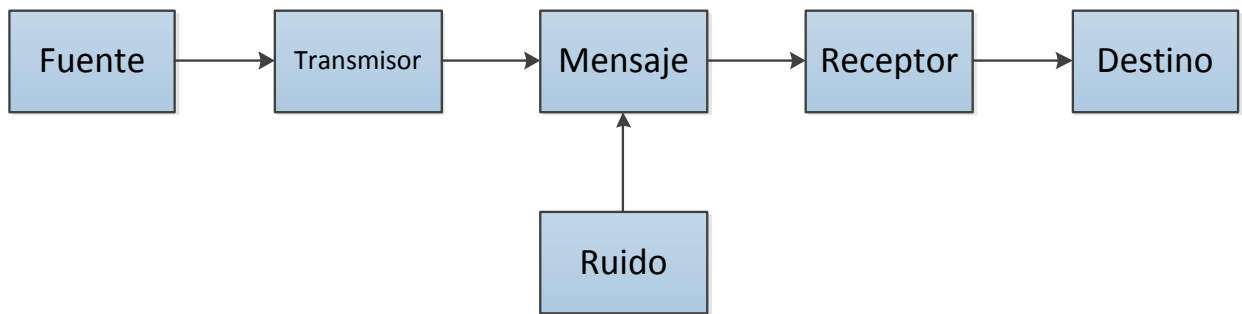 Fuente
Transmisor
Mensaje
Receptor
Destino
Ruido